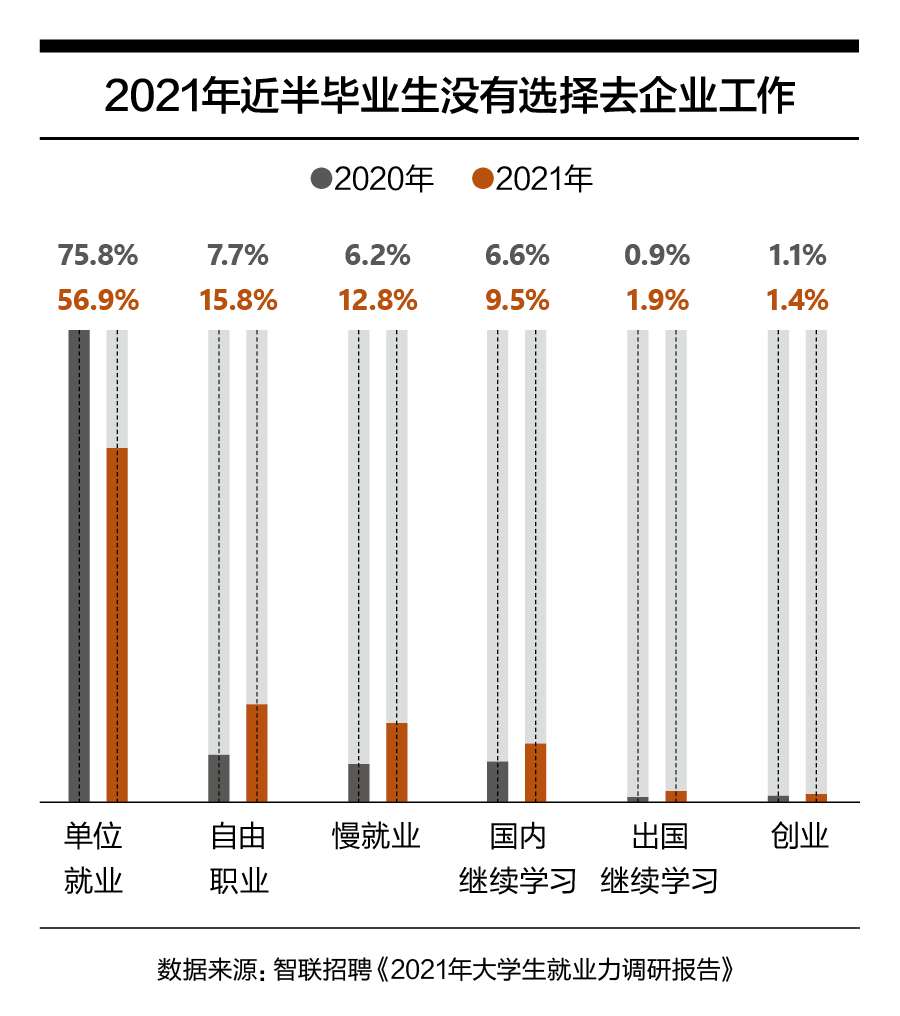 2021年近半毕业生没有选择去企业工作
2020年 2021年
75.8% 7.7% 6.2% 6.6% 0.9% 1.1%
56.9% 15.8% 12.8% 9.5% 1.9% 1.4%
单位 自由 慢就业 国内 出国 创业
就业 职业 继续学习 继续学习
数据来源：智联招聘《2021年大学生就业力调研报告》